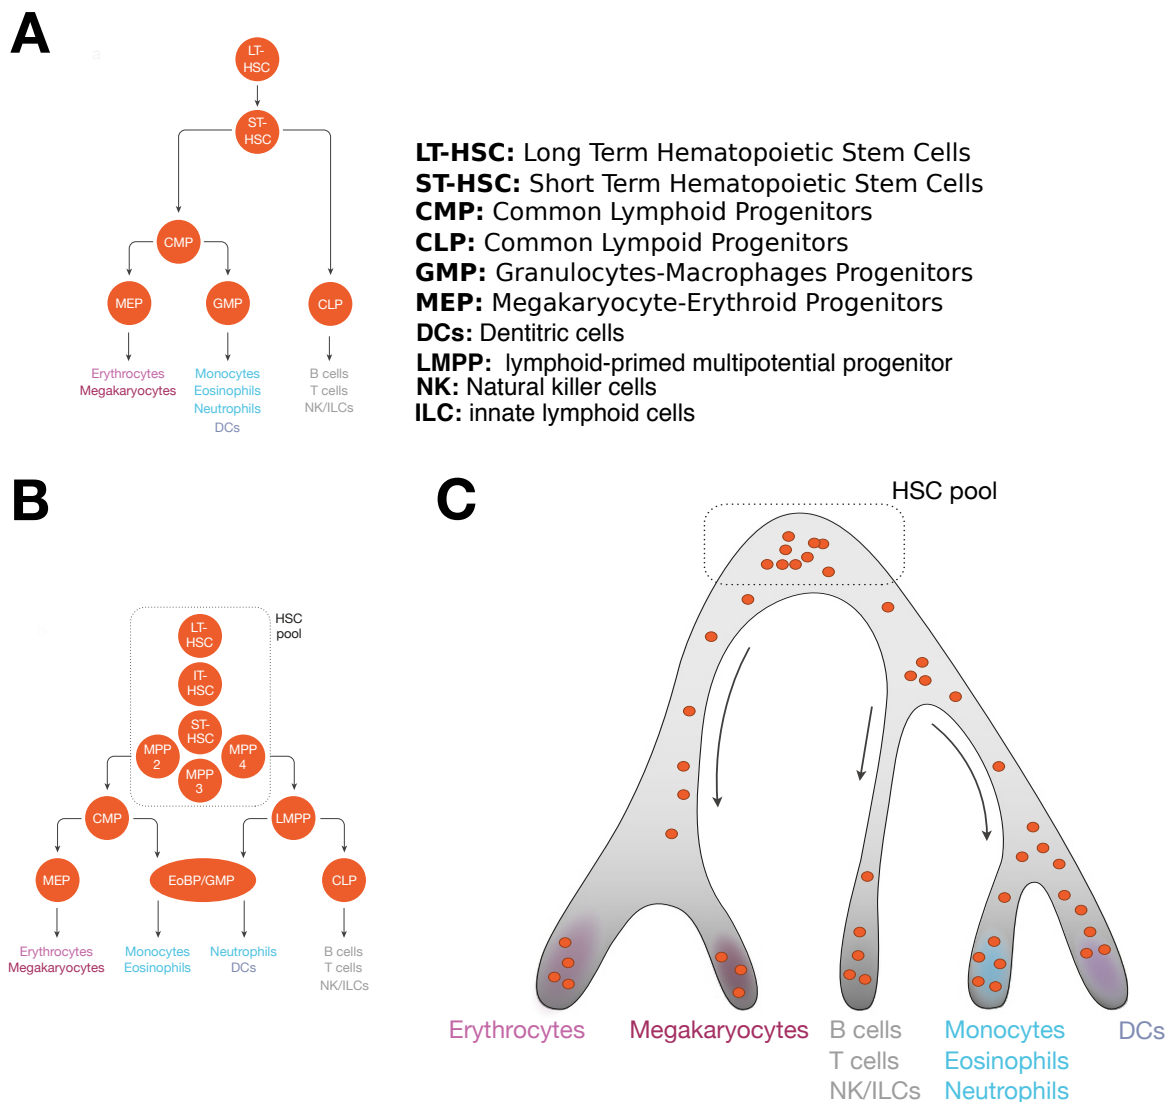 A
a
LT-
HSC
ST-
HSC
CMP
MEP
GMP
CLP
Erythrocytes
Megakaryocytes
Monocytes
Eosinophils
Neutrophils
DCs
B cells
T cells
NK/ILCs
LT-HSC: Long Term Hematopoietic Stem Cells
ST-HSC: Short Term Hematopoietic Stem Cells
CMP: Common Lymphoid Progenitors
CLP: Common Lympoid Progenitors
GMP: Granulocytes-Macrophages Progenitors
MEP: Megakaryocyte-Erythroid Progenitors
DCs: Dentitric cells
LMPP: lymphoid-primed multipotential progenitor
NK: Natural killer cells
ILC: innate lymphoid cells
B
HSC
pool
LT-
HSC
IT-
HSC
ST-
HSC
MPP
2
MPP
3
MPP
4
CMP
LMPP
MEP
EoBP/GMP
CLP
Erythrocytes
Megakaryocytes
Monocytes
Eosinophils
Neutrophils
DCs
B cells
T cells
NK/ILCs
C
HSC pool
Erythrocytes
Megakaryocytes
B cells
T cells
NK/ILCs
Monocytes
Eosinophils
Neutrophils
DCs